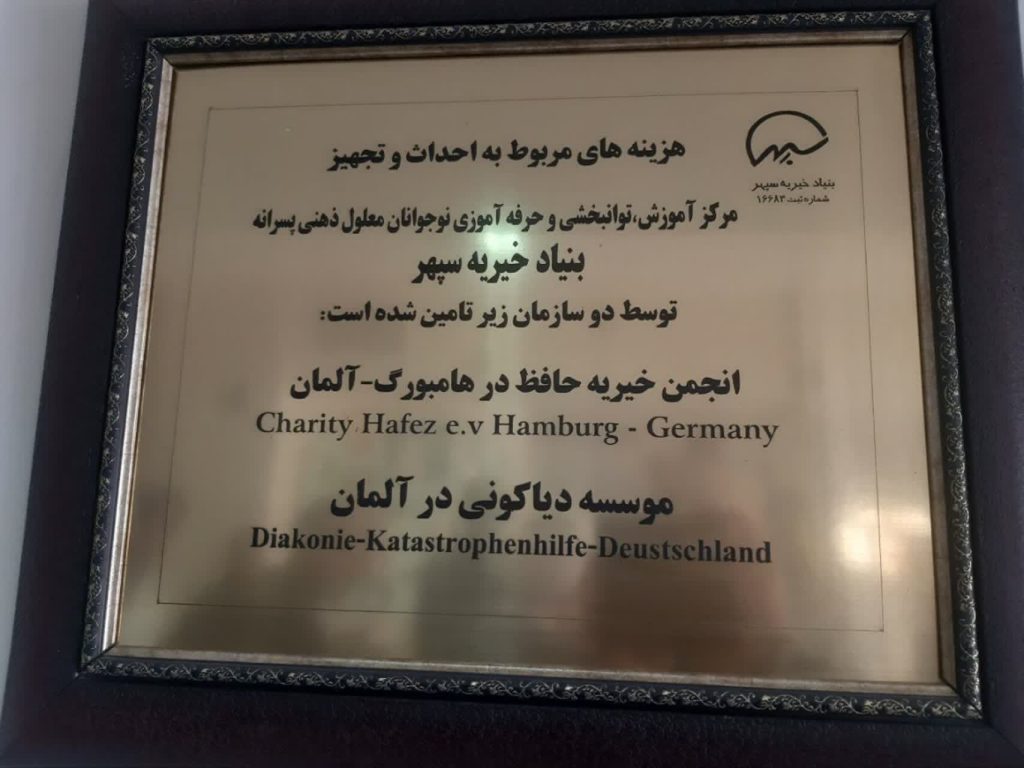 سپهر
بنیاد خیریه سپهر
شماره ثبت ۱۶۶۸۳
هزینه های مربوط به احداث و تجهیز
مرکز آموزش،توانبخشی و حرفه آموزی نوجوانان معلول ذهنی پسرانه
بنیاد خیریه سپهر
توسط دو سازمان زیر تامین شده است:
انجمن خیریه حافظ در هامبورگ-آلمان
Charity Hafez e.v Hamburg - Germany
موسسه دیاکونی در آلمان
Diakonie-Katastrophenhilfe-Deustschland